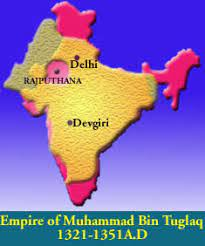 Delhi
RAJPUTHANA
Devgiri
Empire of Muhammad Bin Tuglaq
1321-1351A.D